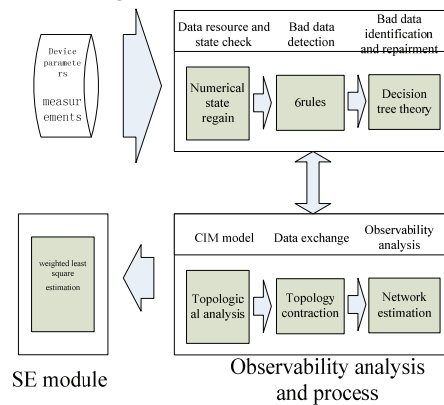 Data resource and
state check
Bad data
detection
Bad data
identification
and repairment
Device
paramete
rs
measur
ements
Numerical
state
regain
6rules
Decision
tree theory
CIM model
Data exchange
Observability
analysis
weighted least
square
estimation
Topologic
al analysis
Topology
contraction
Network
estimation
SE module
Observability analysis
and process